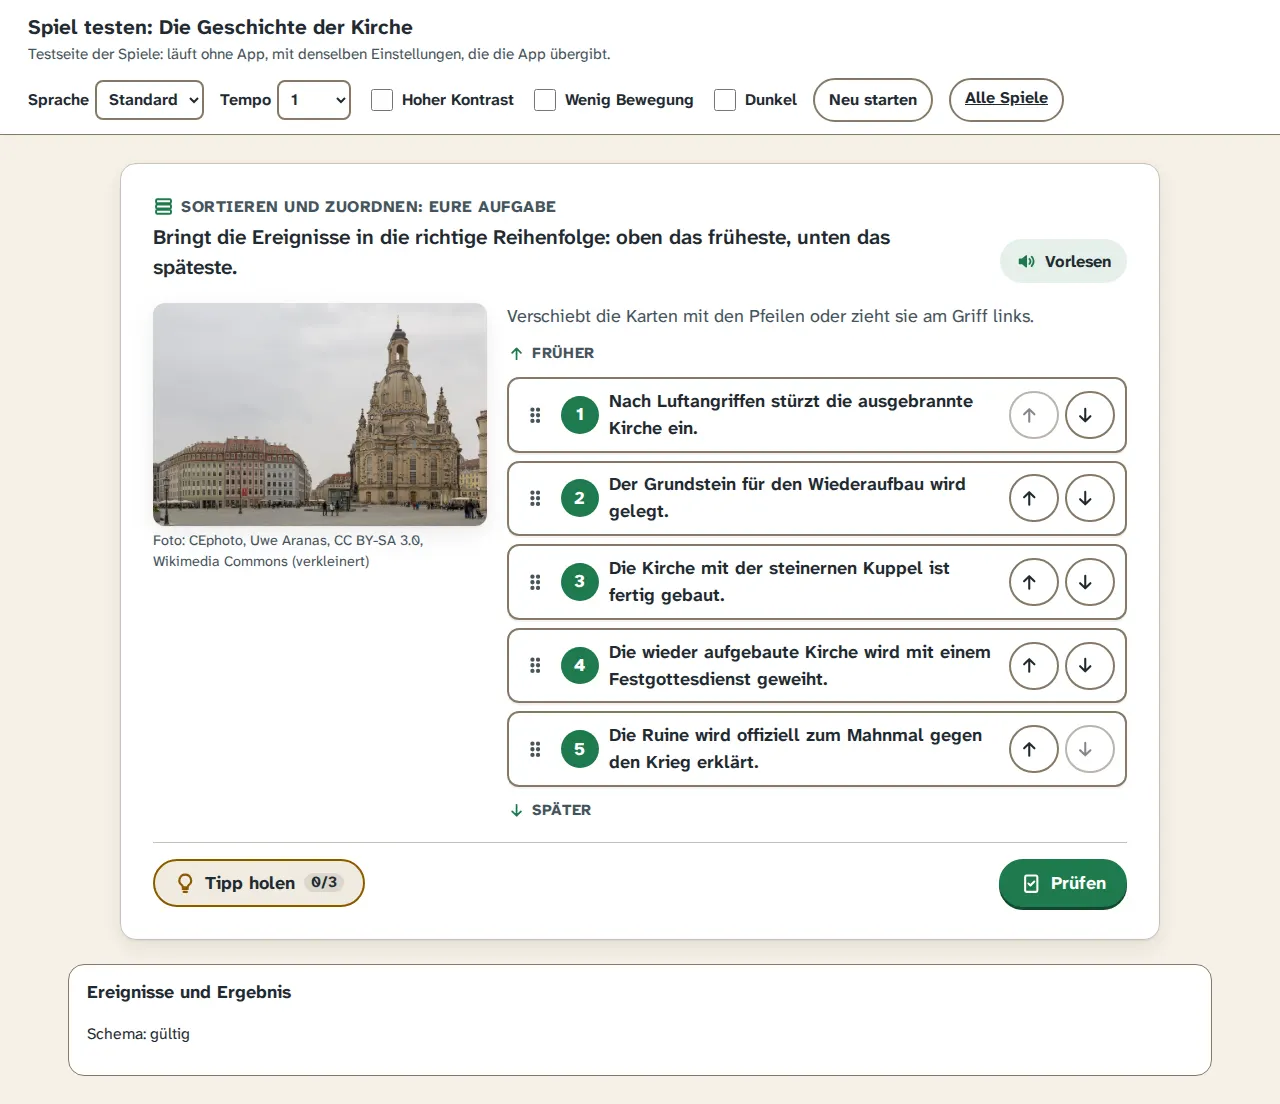 Spiel testen: Die Geschichte der Kirche
Testseite der Spiele: läuft ohne App, mit denselben Einstellungen, die die App übergibt.
Sprache Standard Tempo 1 Hoher Kontrast Wenig Bewegung Dunkel Neu starten Alle Spiele
SORTIEREN UND ZUORDNEN: EURE AUFGABE
Bringt die Ereignisse in die richtige Reihenfolge: oben das früheste, unten das
späteste.
Vorlesen
Foto: CEphoto, Uwe Aranas, CC BY-SA 3.0,
Wikimedia Commons (verkleinert)
Verschiebt die Karten mit den Pfeilen oder zieht sie am Griff links.
↑ FRÜHER
1 Nach Luftangriffen stürzt die ausgebrannte
Kirche ein.
2 Der Grundstein für den Wiederaufbau wird
gelegt.
3 Die Kirche mit der steinernen Kuppel ist
fertig gebaut.
4 Die wieder aufgebaute Kirche wird mit einem
Festgottesdienst geweiht.
5 Die Ruine wird offiziell zum Mahnmal gegen
den Krieg erklärt.
↓ SPÄTER
Tipp holen 0/3
Prüfen
Ereignisse und Ergebnis
Schema: gültig